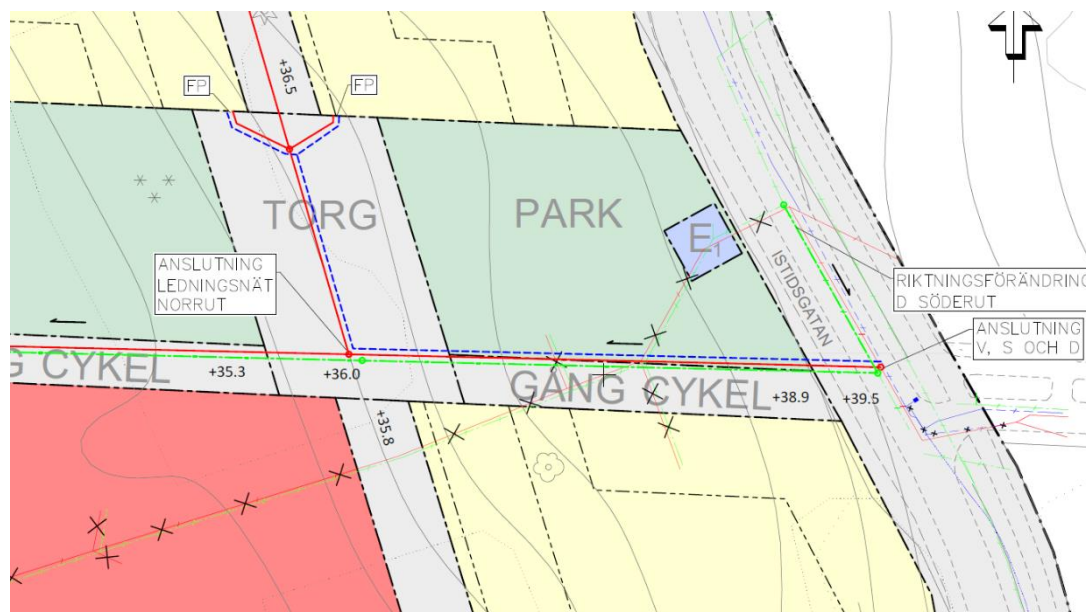 +36.5
FP
FP
TORG
PARK
E1
ISTIDSGATAN
ANSLUTNING
LEDNINGSNÄT
NORRUT
RIKTNINGSFÖRÄNDRING
D SÖDERUT
ANSLUTNING
V, S OCH D
G CYKEL
+35.3
+36.0
GÅNG CYKEL
+38.9
+39.5
+35.8